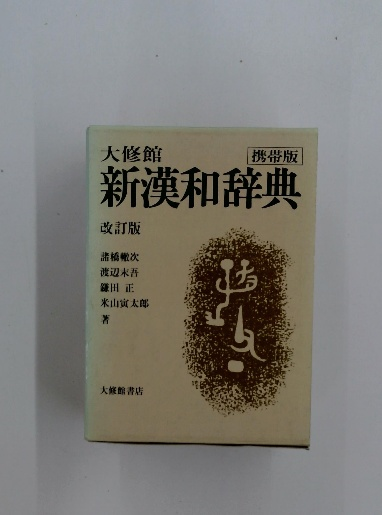 大修館
携帯版
新漢和辞典
改訂版
諸橋轍次
渡辺末吾
鎌田 正
米山寅太郎
著
大修館書店